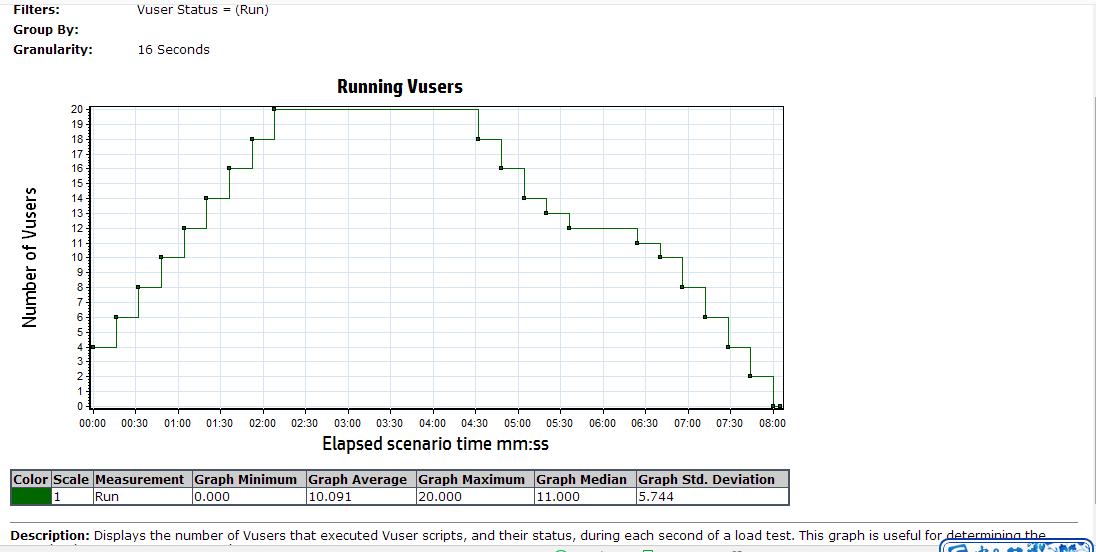 Filters: Vuser Status = (Run)
Group By:
Granularity: 16 Seconds
Running Vusers
20
19
18
17
16
15
14
13
12
11
10
9
8
7
6
5
4
3
2
1
0
Number of Vusers
00:00 00:30 01:00 01:30 02:00 02:30 03:00 03:30 04:00 04:30 05:00 05:30 06:00 06:30 07:00 07:30 08:00
Elapsed scenario time mm:ss
Color Scale Measurement Graph Minimum Graph Average Graph Maximum Graph Median Graph Std. Deviation
1 Run 0.000 10.091 20.000 11.000 5.744
Description: Displays the number of Vusers that executed Vuser scripts, and their status, during each second of a load test. This graph is useful for determining the